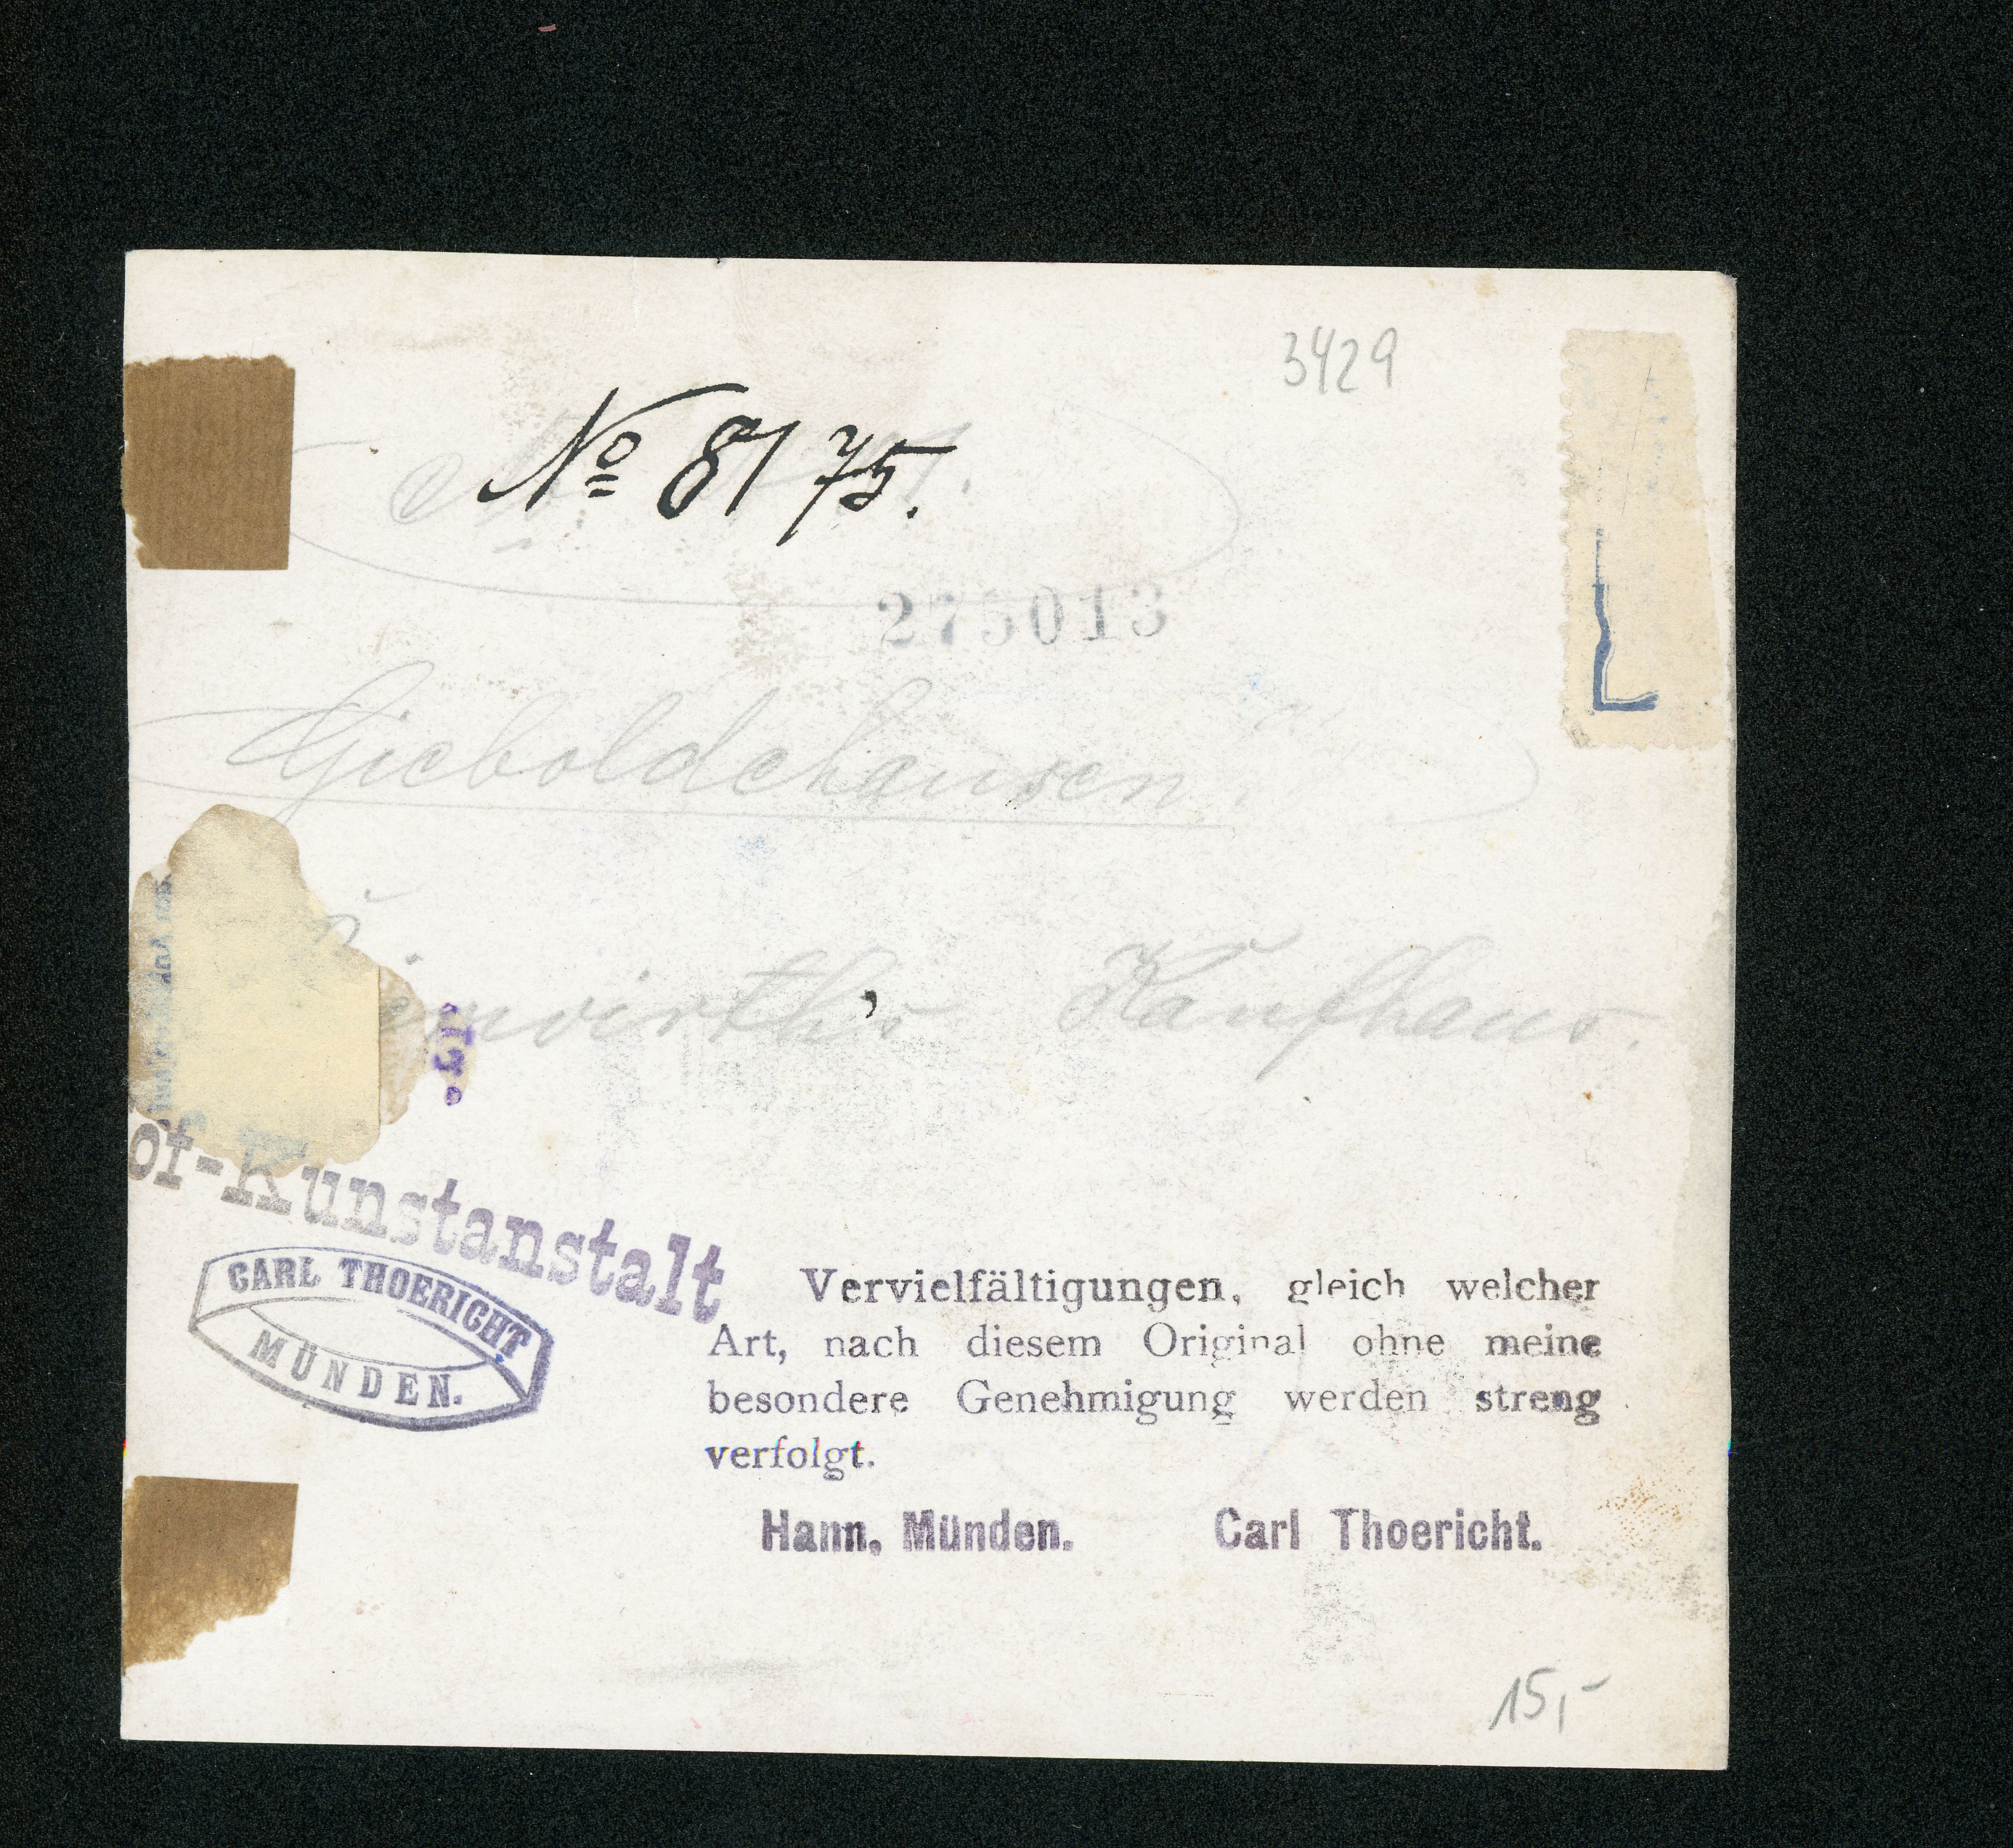 3429
No 8175.
275013
Gieboldehausen.
Kaufhaus.
of-Kunstanstalt
CARL THOERICHT
MÜNDEN.
Vervielfältigungen, gleich welcher
Art, nach diesem Original ohne meine
besondere Genehmigung werden streng
verfolgt.
Hann. Münden. Carl Thoericht.
15,-